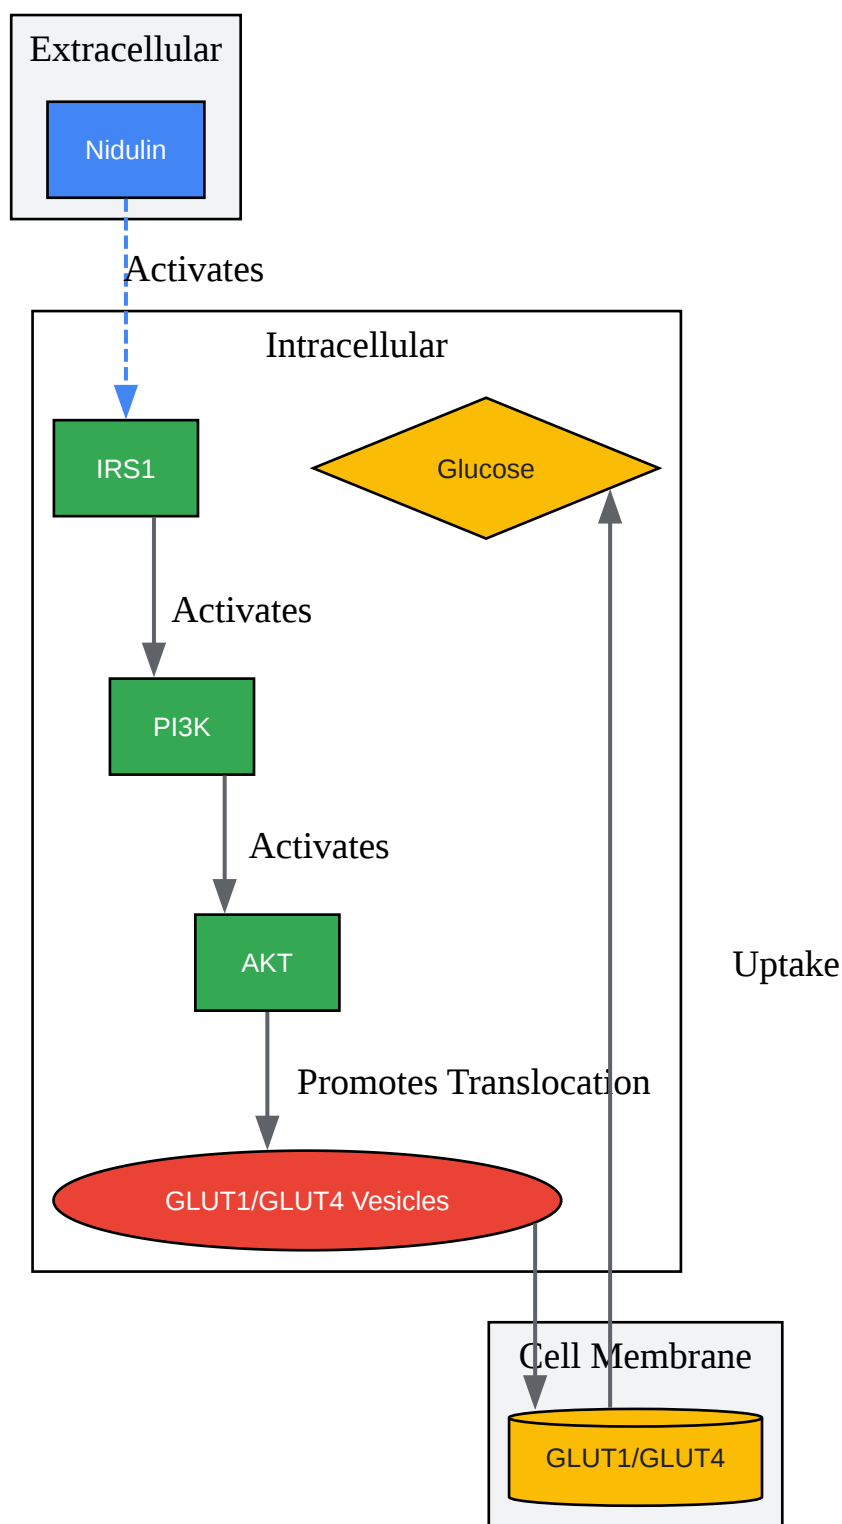 Extracellular
Nidulin
Activates
Intracellular
IRS1
Glucose
Activates
PI3K
Activates
AKT
Uptake
Promotes Translocation
GLUT1/GLUT4 Vesicles
Cell Membrane
GLUT1/GLUT4